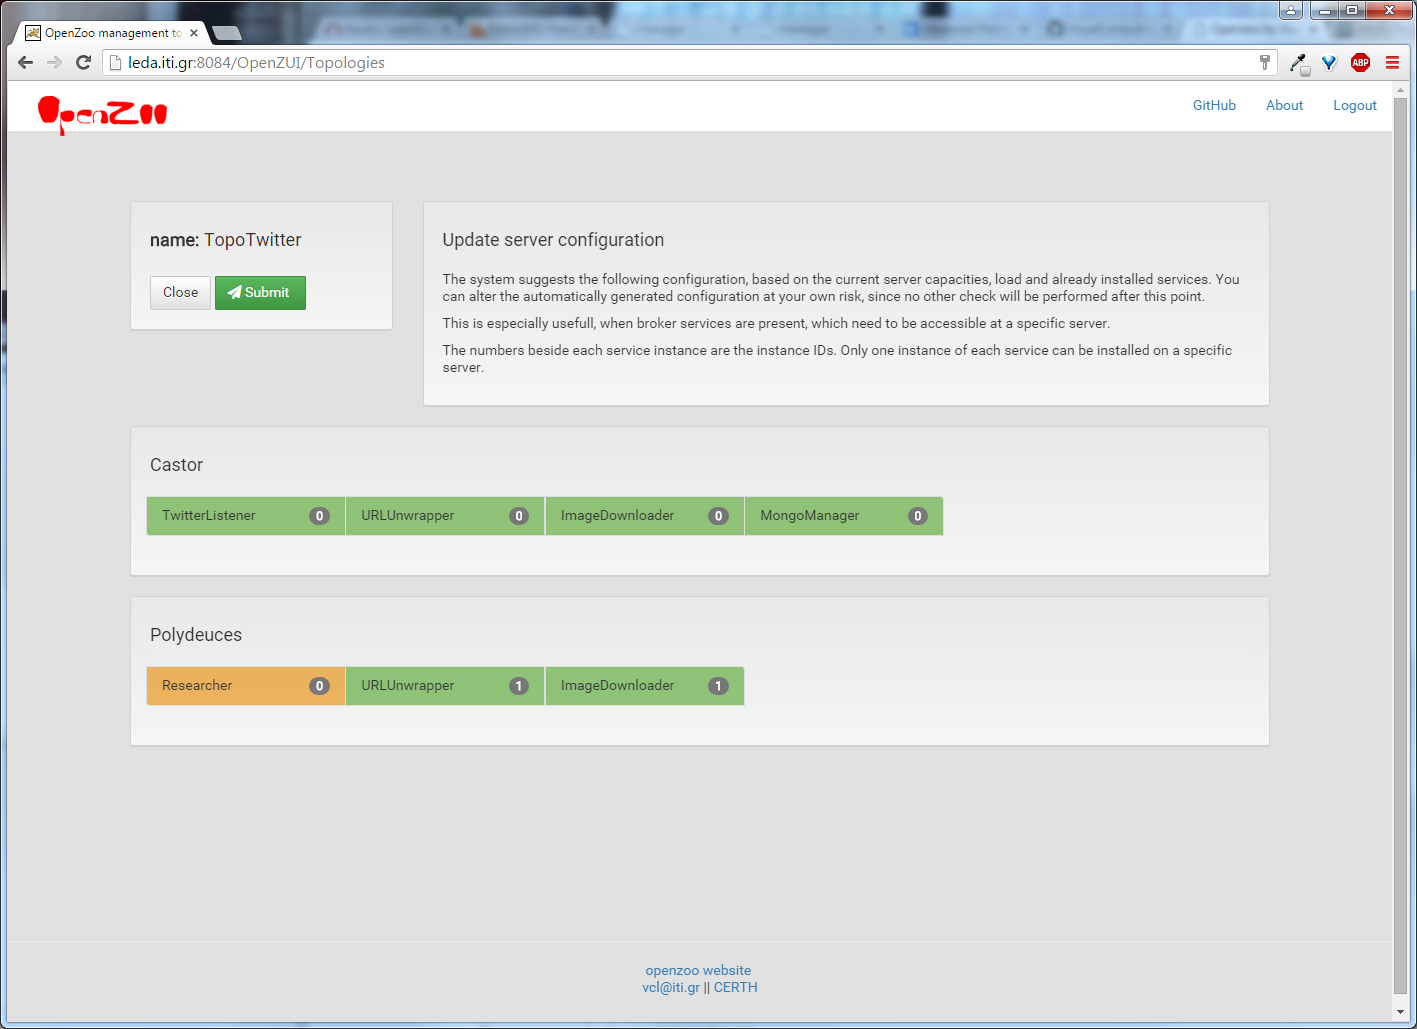 OpenZoo management to
leda.iti.gr:8084/OpenZUI/Topologies
ABP
OpenZoo
GitHub About Logout
name: TopoTwitter
Close Submit
Update server configuration
The system suggests the following configuration, based on the current server capacities, load and already installed services. You
can alter the automatically generated configuration at your own risk, since no other check will be performed after this point.
This is especially usefull, when broker services are present, which need to be accessible at a specific server.
The numbers beside each service instance are the instance IDs. Only one instance of each service can be installed on a specific
server.
Castor
TwitterListener 0 URLUnwrapper 0 ImageDownloader 0 MongoManager 0
Polydeuces
Researcher 0 URLUnwrapper 1 ImageDownloader 1
openzoo website
vcl@iti.gr || CERTH